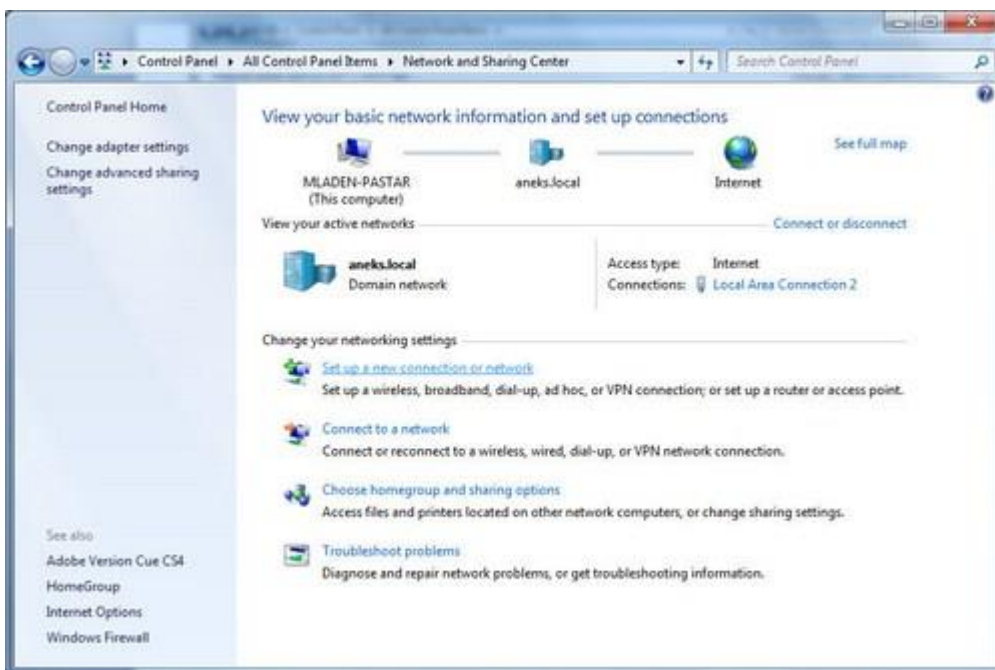 Control Panel ▸ All Control Panel Items ▸ Network and Sharing Center
Search Control Panel
Control Panel Home
Change adapter settings
Change advanced sharing
settings
See also
Adobe Version Cue CS4
HomeGroup
Internet Options
Windows Firewall
View your basic network information and set up connections
See full map
MLADEN-PASTAR
(This computer)
aneks.local
Internet
View your active networks
Connect or disconnect
aneks.local
Domain network
Access type: Internet
Connections: Local Area Connection 2
Change your networking settings
Set up a new connection or network
Set up a wireless, broadband, dial-up, ad hoc, or VPN connection; or set up a router or access point.
Connect to a network
Connect or reconnect to a wireless, wired, dial-up, or VPN network connection.
Choose homegroup and sharing options
Access files and printers located on other network computers, or change sharing settings.
Troubleshoot problems
Diagnose and repair network problems, or get troubleshooting information.